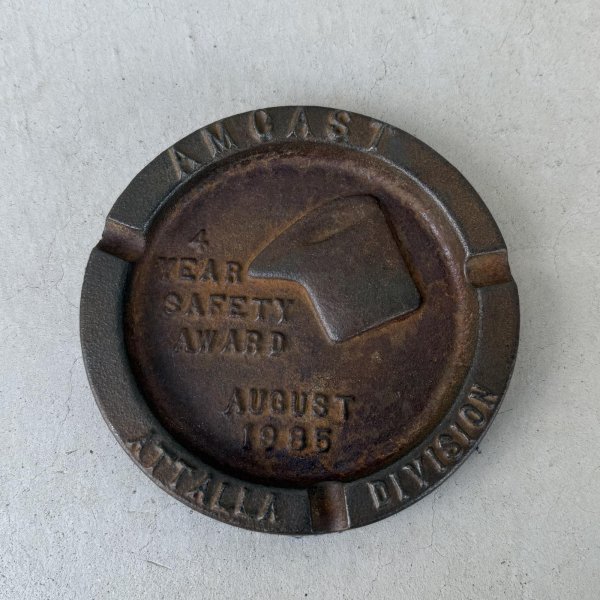 AMCAST
4
YEAR
SAFETY
AWARD
AUGUST
1985
ATTALLA DIVISION